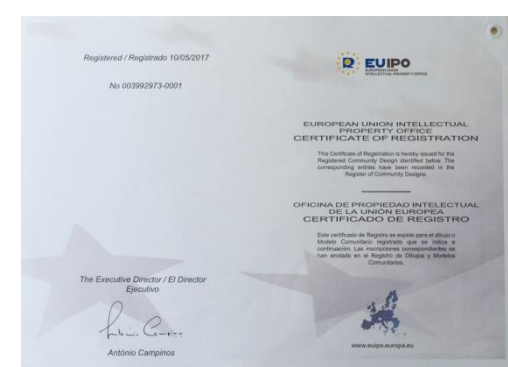 Registered / Registrado 10/05/2017
No 003992973-0001
The Executive Director / El Director
Ejecutivo
António Campinos
EUIPO
EUROPEAN UNION
INTELLECTUAL PROPERTY OFFICE
EUROPEAN UNION INTELLECTUAL
PROPERTY OFFICE
CERTIFICATE OF REGISTRATION
This Certificate of Registration is hereby issued for the
Registered Community Design identified below. The
corresponding entries have been recorded in the
Register of Community Designs.
OFICINA DE PROPIEDAD INTELECTUAL
DE LA UNIÓN EUROPEA
CERTIFICADO DE REGISTRO
Este certificado de Registro se expide para el dibujo o
Modelo Comunitario registrado que se indica a
continuación. Las inscripciones correspondientes se
han anotado en el Registro de Dibujos y Modelos
Comunitarios.
www.euipo.europa.eu